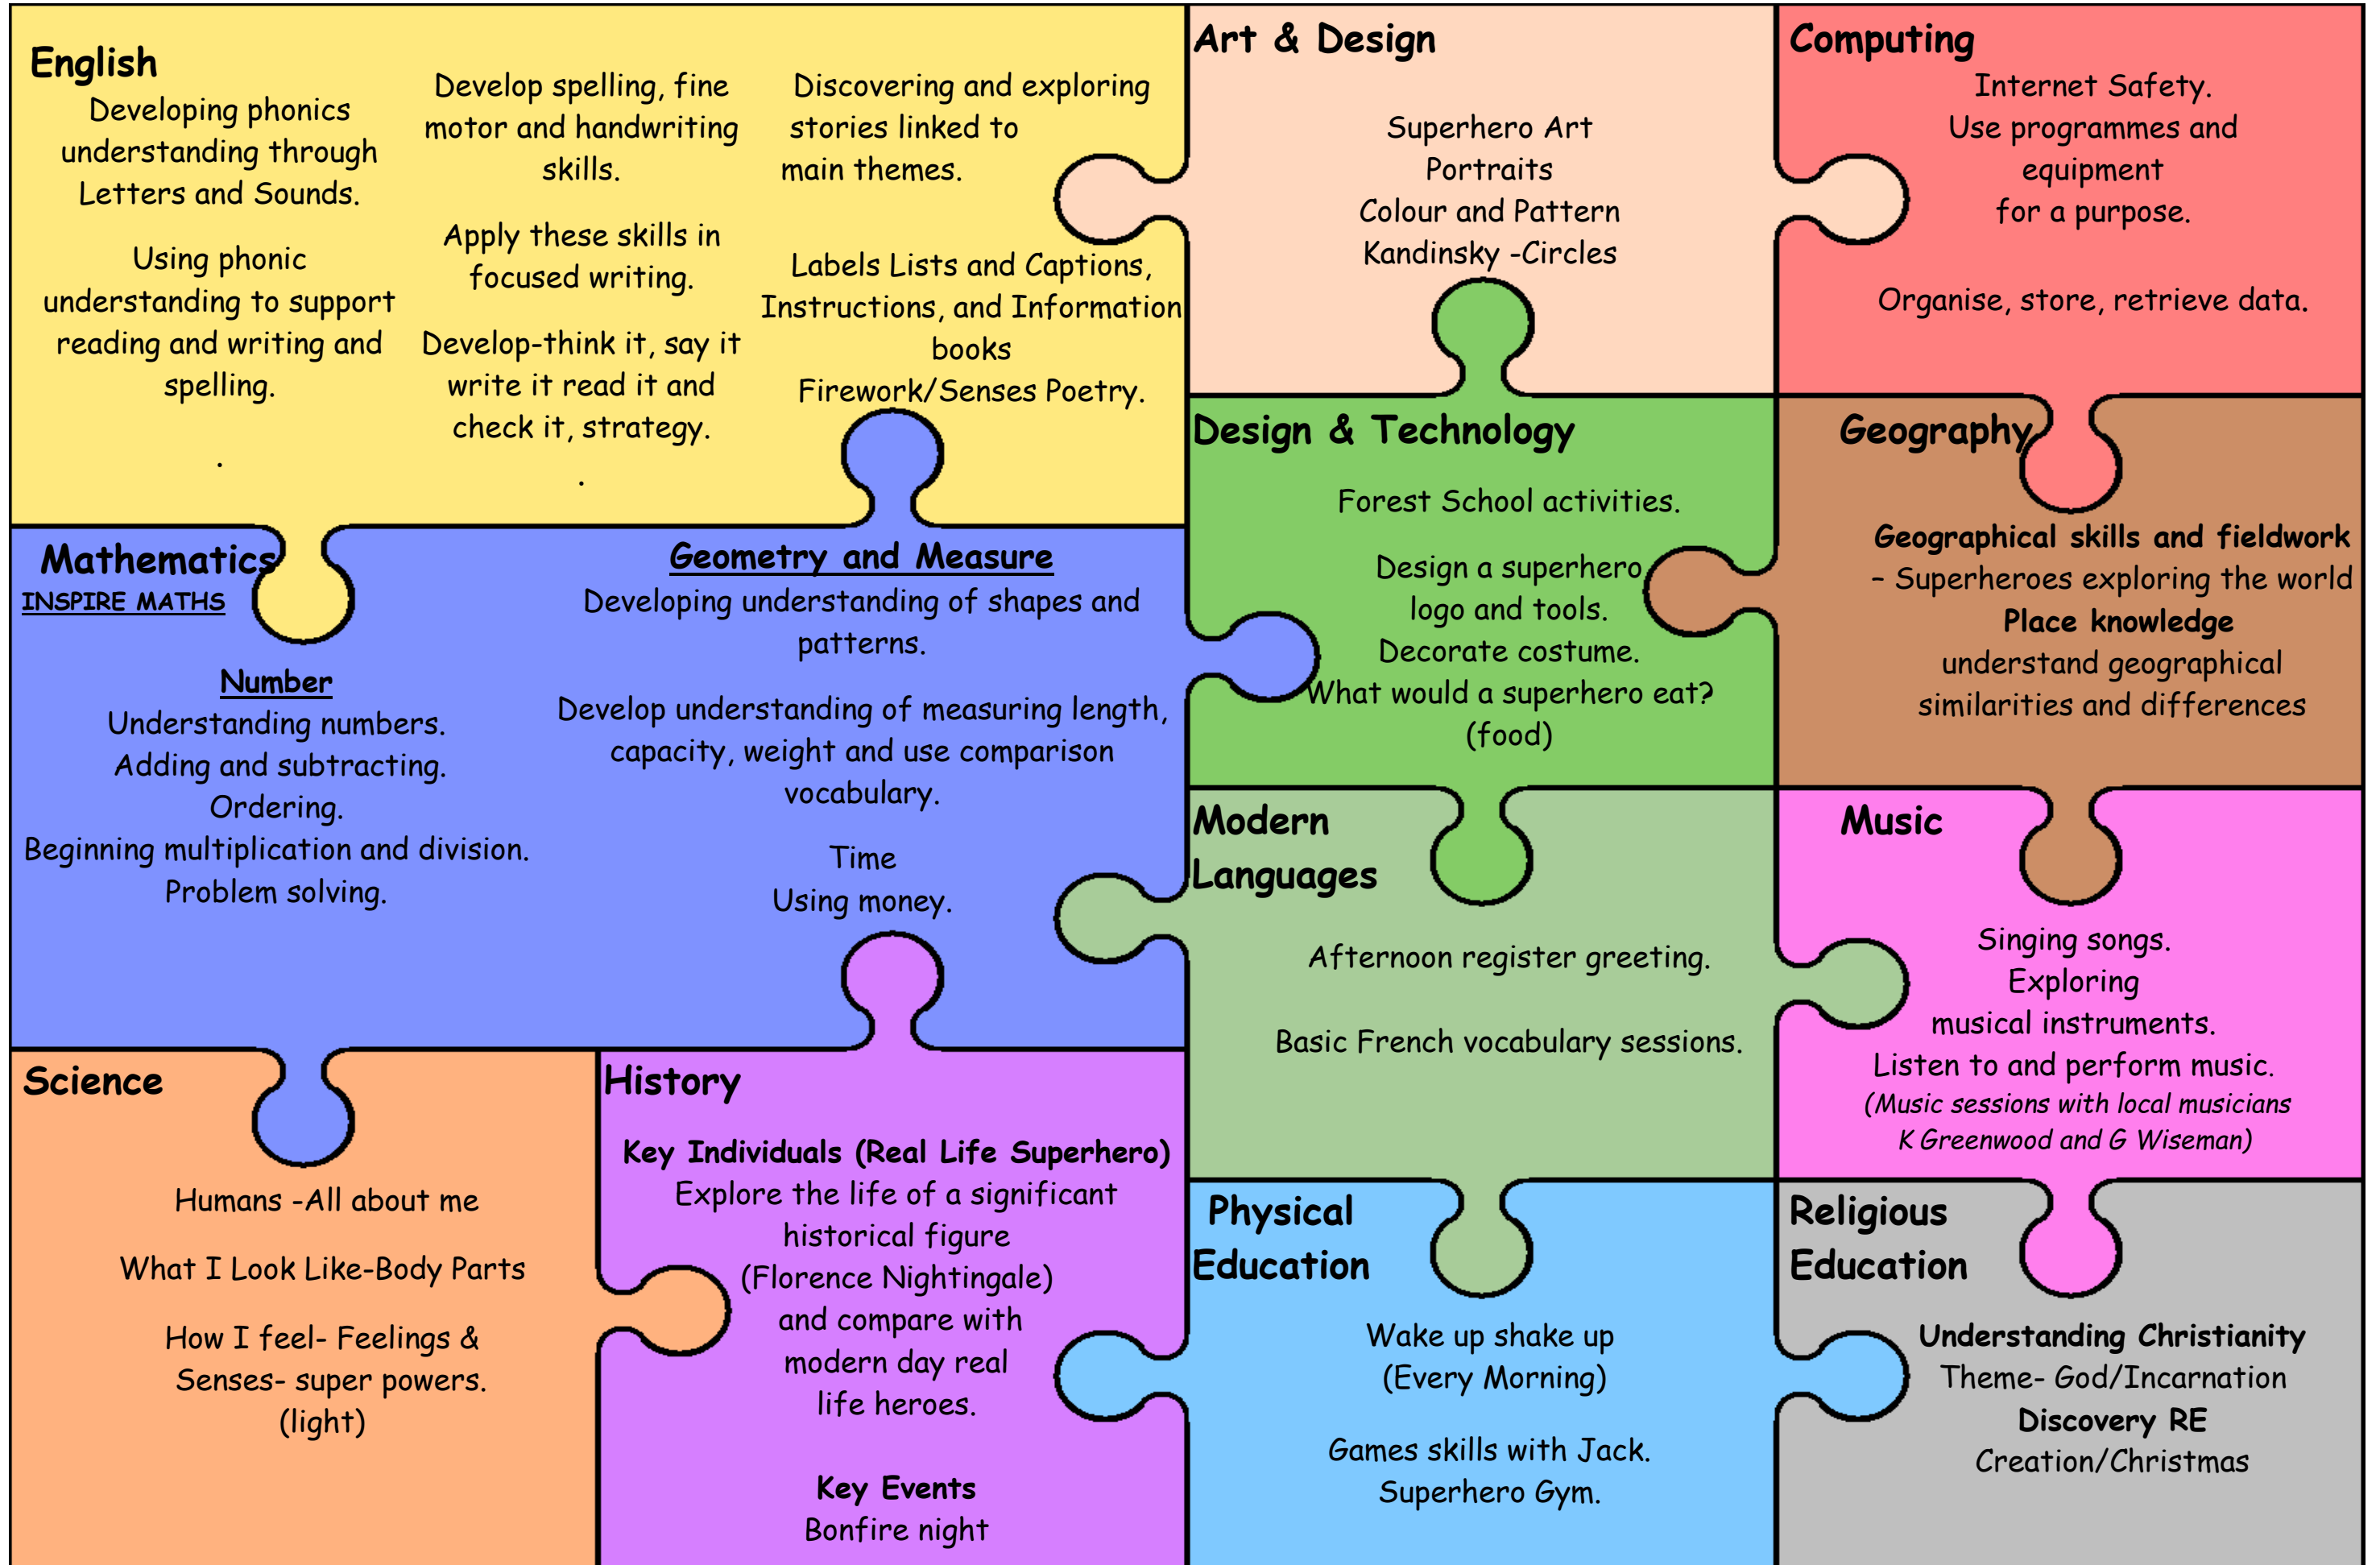 English
Developing phonics
understanding through
Letters and Sounds.
Using phonic
understanding to support
reading and writing and
spelling.
.
Develop spelling, fine
motor and handwriting
skills.
Apply these skills in
focused writing.
Develop-think it, say it
write it read it and
check it, strategy.
.
Discovering and exploring
stories linked to
main themes.
Labels Lists and Captions,
Instructions, and Information
books
Firework/Senses Poetry.
Art & Design
Superhero Art
Portraits
Colour and Pattern
Kandinsky -Circles
Computing
Internet Safety.
Use programmes and
equipment
for a purpose.
Organise, store, retrieve data.
Mathematics
INSPIRE MATHS
Number
Understanding numbers.
Adding and subtracting.
Ordering.
Beginning multiplication and division.
Problem solving.
Geometry and Measure
Developing understanding of shapes and
patterns.
Develop understanding of measuring length,
capacity, weight and use comparison
vocabulary.
Time
Using money.
Design & Technology
Forest School activities.
Design a superhero
logo and tools.
Decorate costume.
What would a superhero eat?
(food)
Geography
Geographical skills and fieldwork
– Superheroes exploring the world
Place knowledge
understand geographical
similarities and differences
Modern
Languages
Afternoon register greeting.
Basic French vocabulary sessions.
Music
Singing songs.
Exploring
musical instruments.
Listen to and perform music.
(Music sessions with local musicians
K Greenwood and G Wiseman)
Science
Humans -All about me
What I Look Like-Body Parts
How I feel- Feelings &
Senses- super powers.
(light)
History
Key Individuals (Real Life Superhero)
Explore the life of a significant
historical figure
(Florence Nightingale)
and compare with
modern day real
life heroes.
Key Events
Bonfire night
Physical
Education
Wake up shake up
(Every Morning)
Games skills with Jack.
Superhero Gym.
Religious
Education
Understanding Christianity
Theme- God/Incarnation
Discovery RE
Creation/Christmas